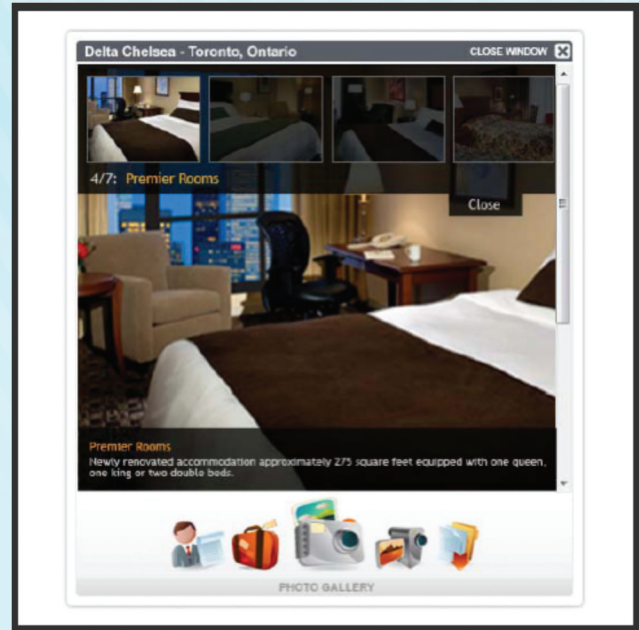 Delta Chelsea - Toronto, Ontario
CLOSE WINDOW
4/7: Premier Rooms
Close
Premier Rooms
Newly renovated accommodation approximately 275 square feet equipped with one queen,
one king or two double beds.
PHOTO GALLERY